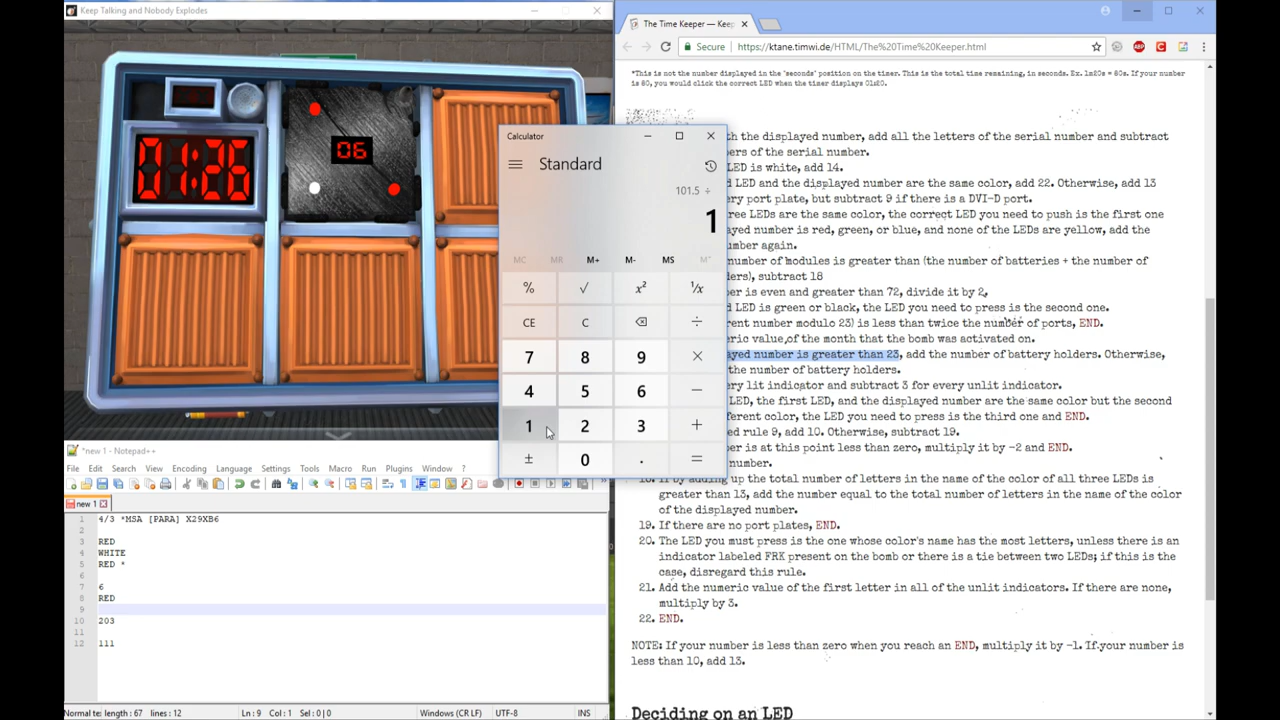 Keep Talking and Nobody Explodes
The Time Keeper — Keep
Secure
https://ktane.timwi.de/HTML/The%20Time%20Keeper.html
*This is not the number displayed in the 'seconds' position on the timer. This is the total time remaining, in seconds. Ex. 1m20s = 80s. If your number
is 80, you would click the correct LED when the timer displays 01:20.
01:26
06
Calculator
Standard
101.5 ÷
1
MC MR M+ M- MS M˅
% √ x² ¹/x
CE C ÷
7 8 9 ×
4 5 6 −
1 2 3 +
± 0 . =
th the displayed number, add all the letters of the serial number and subtract
bers of the serial number.
LED is white, add 14.
d LED and the displayed number are the same color, add 22. Otherwise, add 13
ery port plate, but subtract 9 if there is a DVI-D port.
ree LEDs are the same color, the correct LED you need to push is the first one
ayed number is red, green, or blue, and none of the LEDs are yellow, add the
umber again.
number of modules is greater than (the number of batteries + the number of
ders), subtract 18
ber is even and greater than 72, divide it by 2.
d LED is green or black, the LED you need to press is the second one.
rent number modulo 23) is less than twice the number of ports, END.
eric value of the month that the bomb was activated on.
ayed number is greater than 23, add the number of battery holders. Otherwise,
the number of battery holders.
ery lit indicator and subtract 3 for every unlit indicator.
LED, the first LED, and the displayed number are the same color but the second
ferent color, the LED you need to press is the third one and END.
ed rule 9, add 10. Otherwise, subtract 19.
ber is at this point less than zero, multiply it by -2 and END.
number.
18. If by adding up the total number of letters in the name of the color of all three LEDs is
greater than 13, add the number equal to the total number of letters in the name of the color
of the displayed number.
19. If there are no port plates, END.
20. The LED you must press is the one whose color's name has the most letters, unless there is an
indicator labeled FRK present on the bomb or there is a tie between two LEDs; if this is the
case, disregard this rule.
21. Add the numeric value of the first letter in all of the unlit indicators. If there are none,
multiply by 3.
22. END.
NOTE: If your number is less than zero when you reach an END, multiply it by -1. If your number is
less than 10, add 13.
Deciding on an LED
*new 1 - Notepad++
File Edit Search View Encoding Language Settings Tools Macro Run Plugins Window ?
new 1
1 4/3 *MSA [PARA] X29XB6
2
3 RED
4 WHITE
5 RED *
6
7 6
8 RED
9
10 203
11
12 111
Normal te length : 67 lines : 12 Ln : 9 Col : 1 Sel : 0 | 0 Windows (CR LF) UTF-8 INS